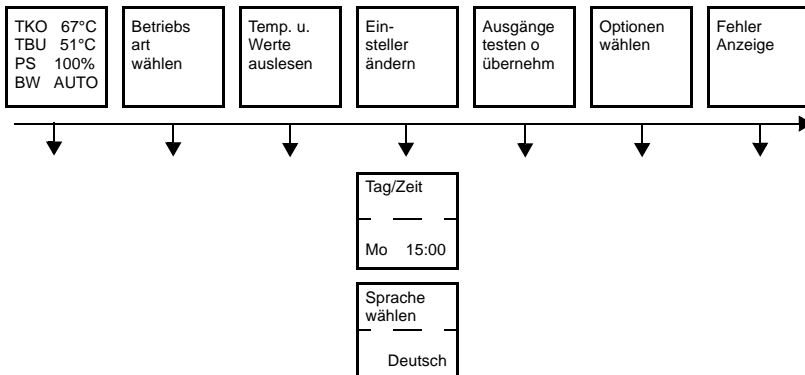 TKO 67°C
TBU 51°C
PS 100%
BW AUTO
Betriebs
art
wählen
Temp. u.
Werte
auslesen
Ein-
steller
ändern
Ausgänge
testen o
übernehm
Optionen
wählen
Fehler
Anzeige
Tag/Zeit
Mo 15:00
Sprache
wählen
Deutsch